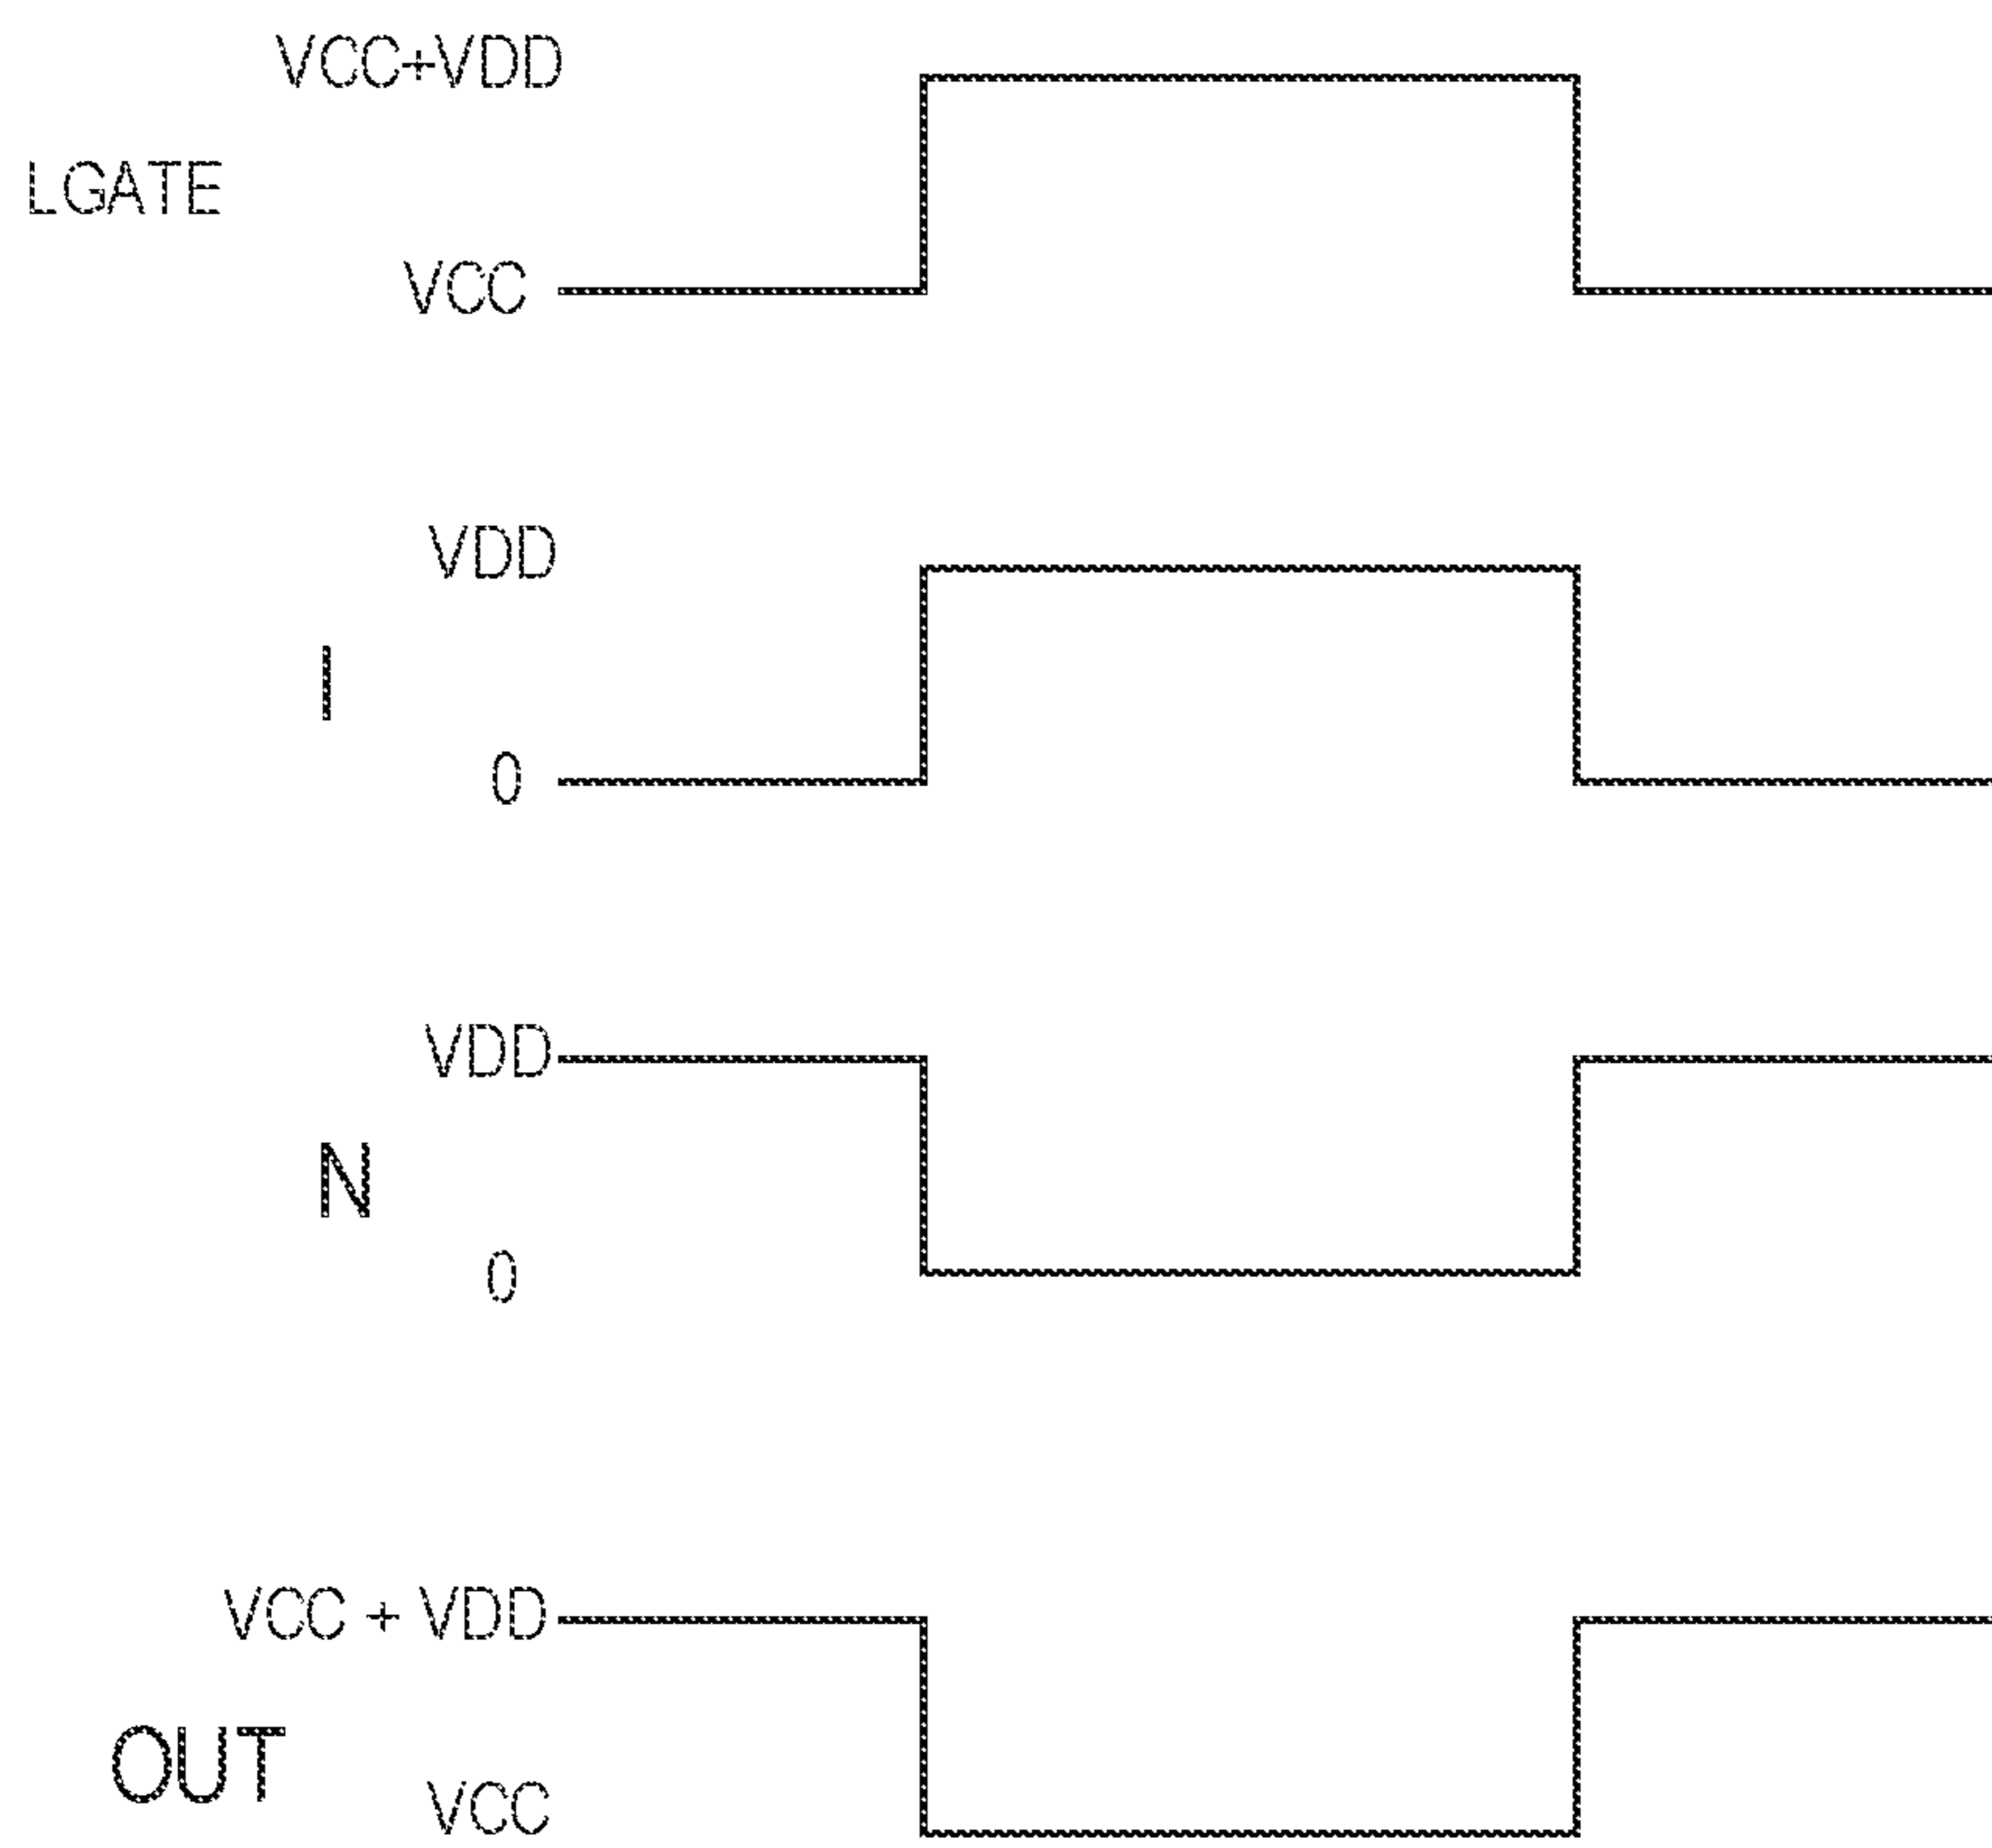 VCC+VDD
LGATE
VCC
VDD
I
0
VDD
N
0
VCC + VDD
OUT
VCC